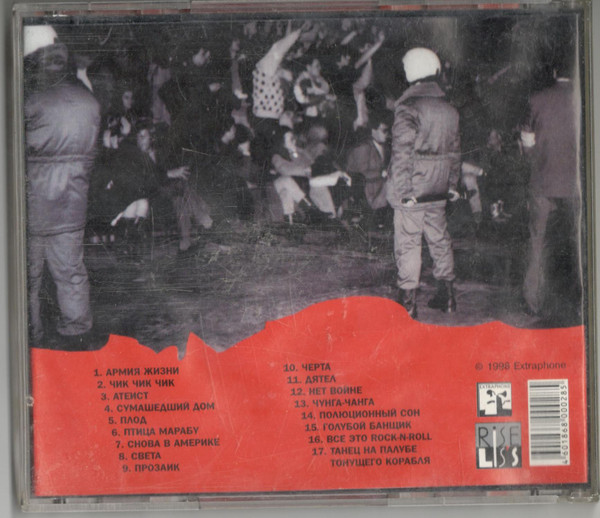 1. АРМИЯ ЖИЗНИ
2. ЧИК ЧИК ЧИК
3. АТЕИСТ
4. СУМАШЕДШИЙ ДОМ
5. ПЛОД
6. ПТИЦА МАРАБУ
7. СНОВА В АМЕРИКЕ
8. СВЕТА
9. ПРОЗАИК
10. ЧЕРТА
11. ДЯТЕЛ
12. НЕТ ВОЙНЕ
13. ЧУНГА-ЧАНГА
14. ПОЛЮЦИОННЫЙ СОН
15. ГОЛУБОЙ БАНЩИК
16. ВСЕ ЭТО ROCK-N-ROLL
17. ТАНЕЦ НА ПАЛУБЕ
ТОНУЩЕГО КОРАБЛЯ
© 1998 Extraphone
EXTRAPHONE
RISE
LISS
4601868000285